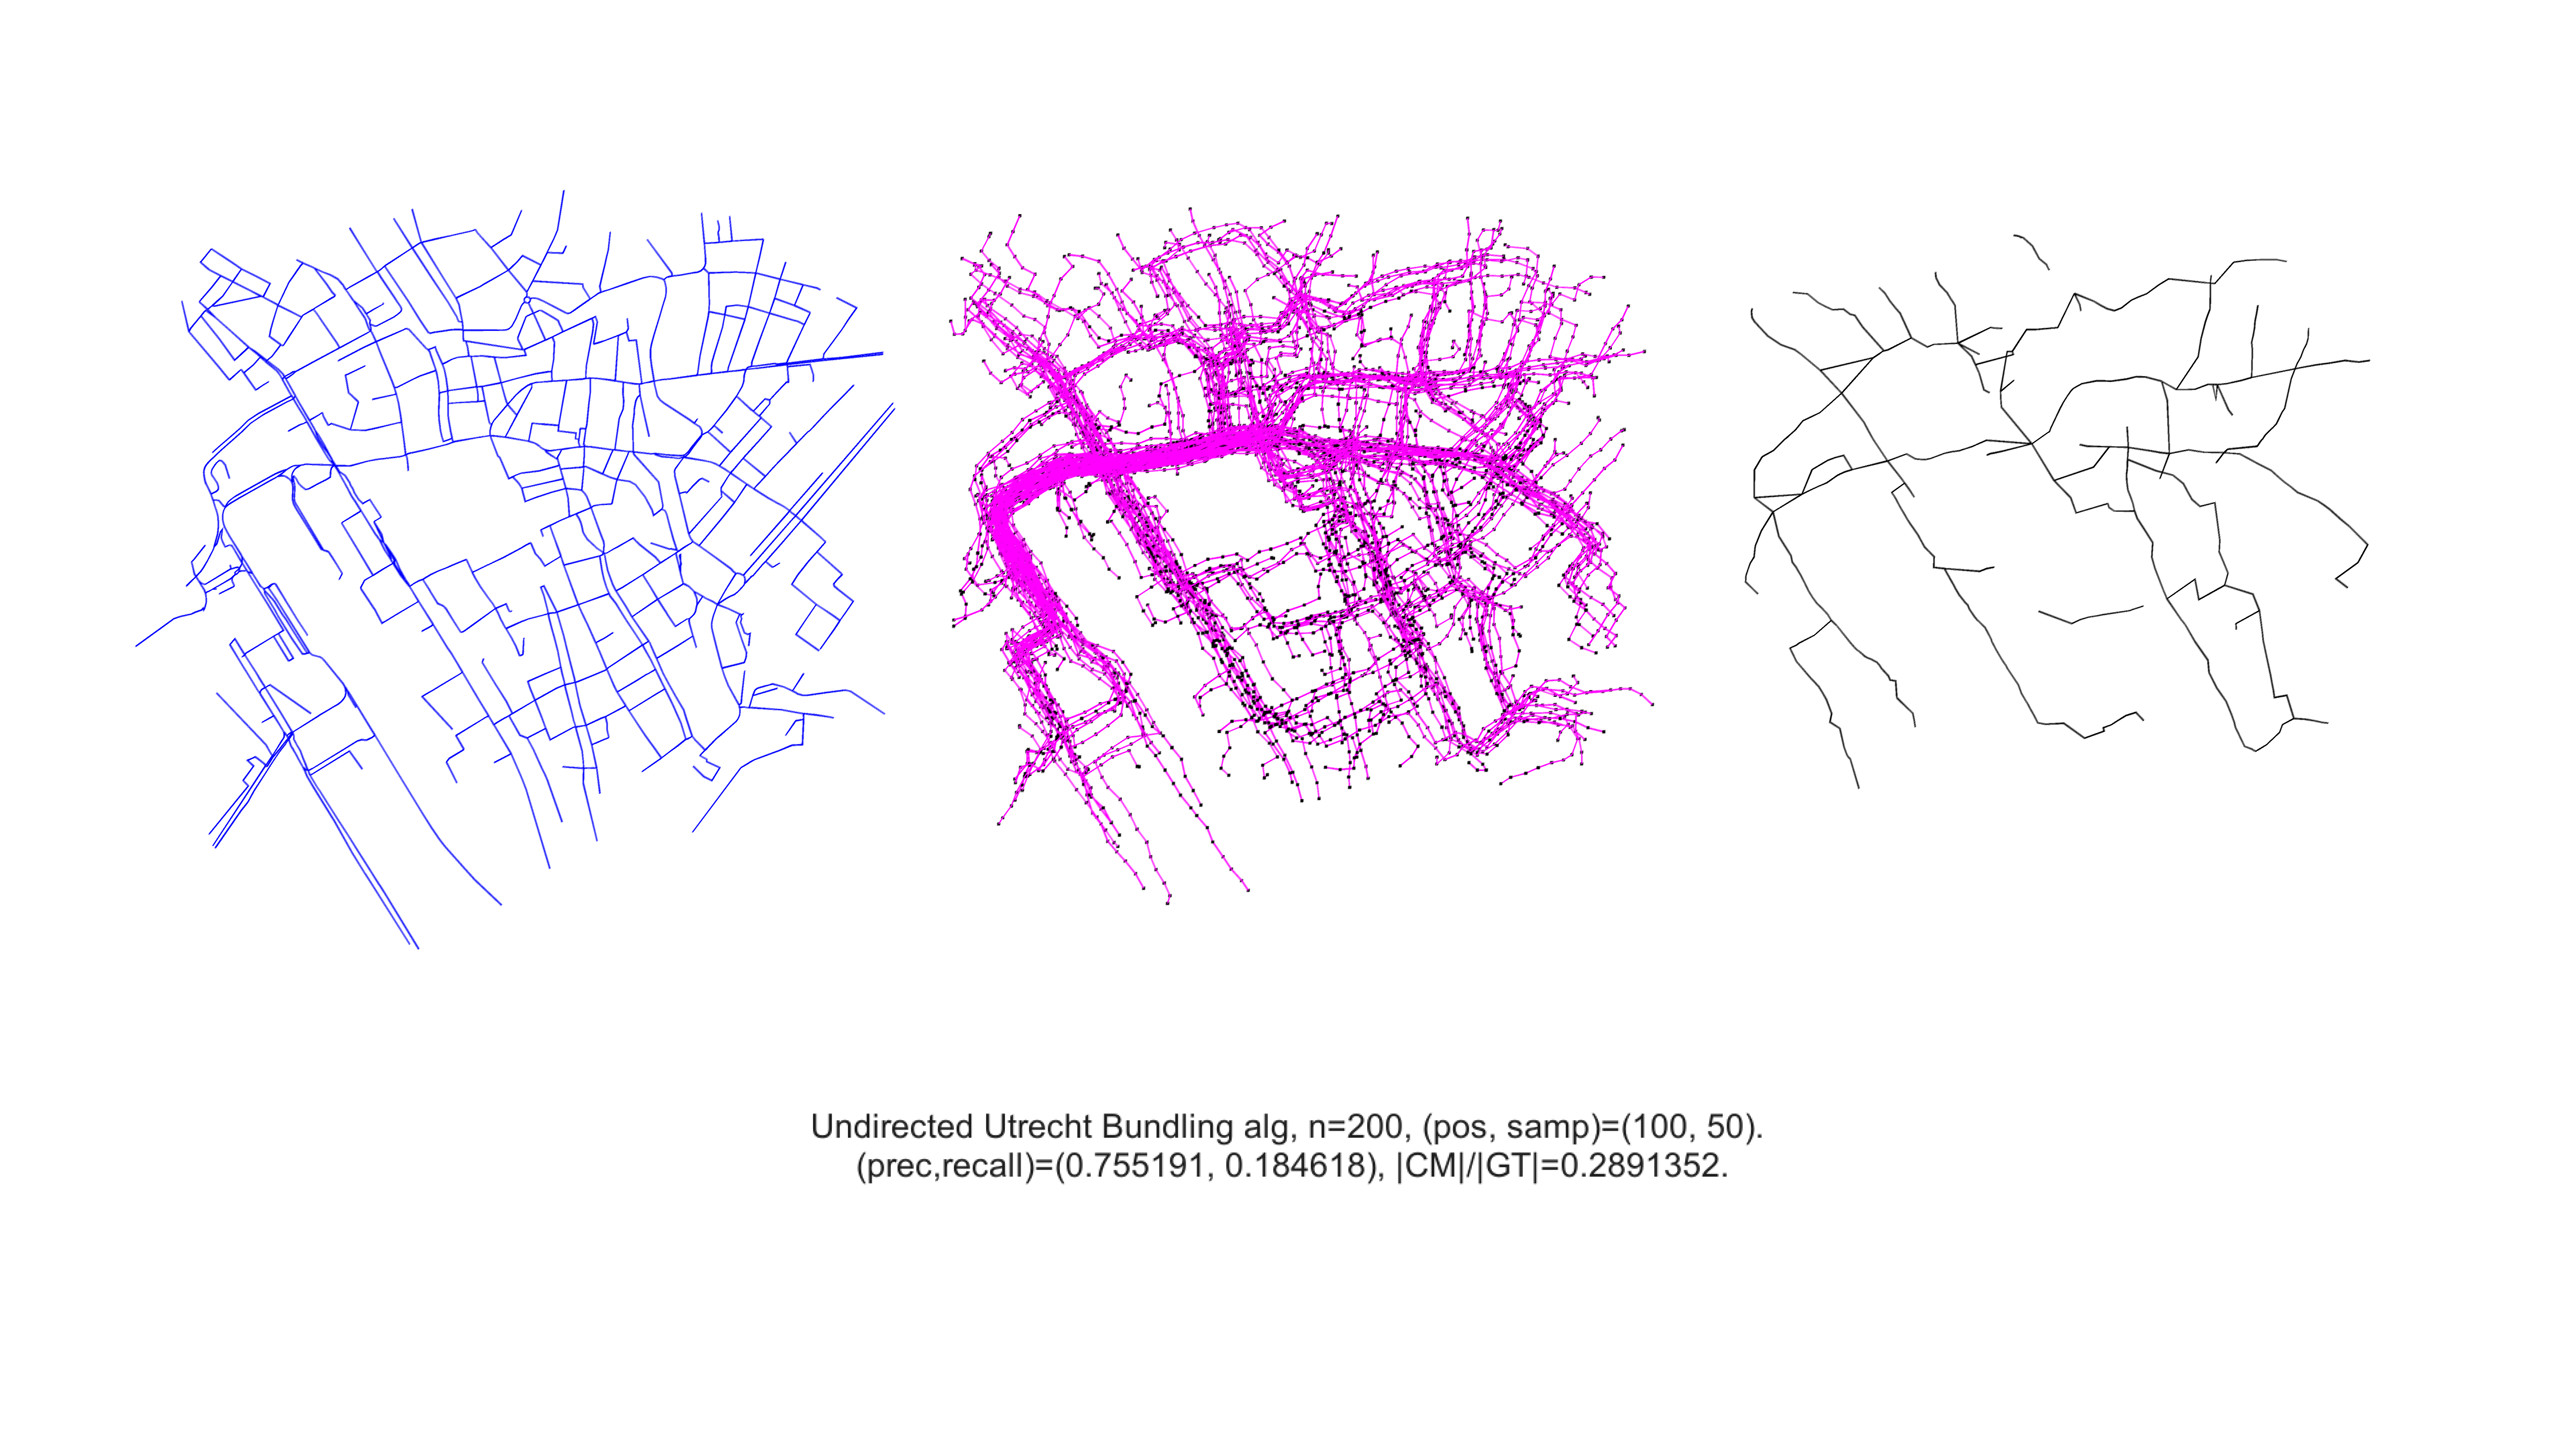 Undirected Utrecht Bundling alg, n=200, (pos, samp)=(100, 50).
(prec,recall)=(0.755191, 0.184618), |CM|/|GT|=0.2891352.